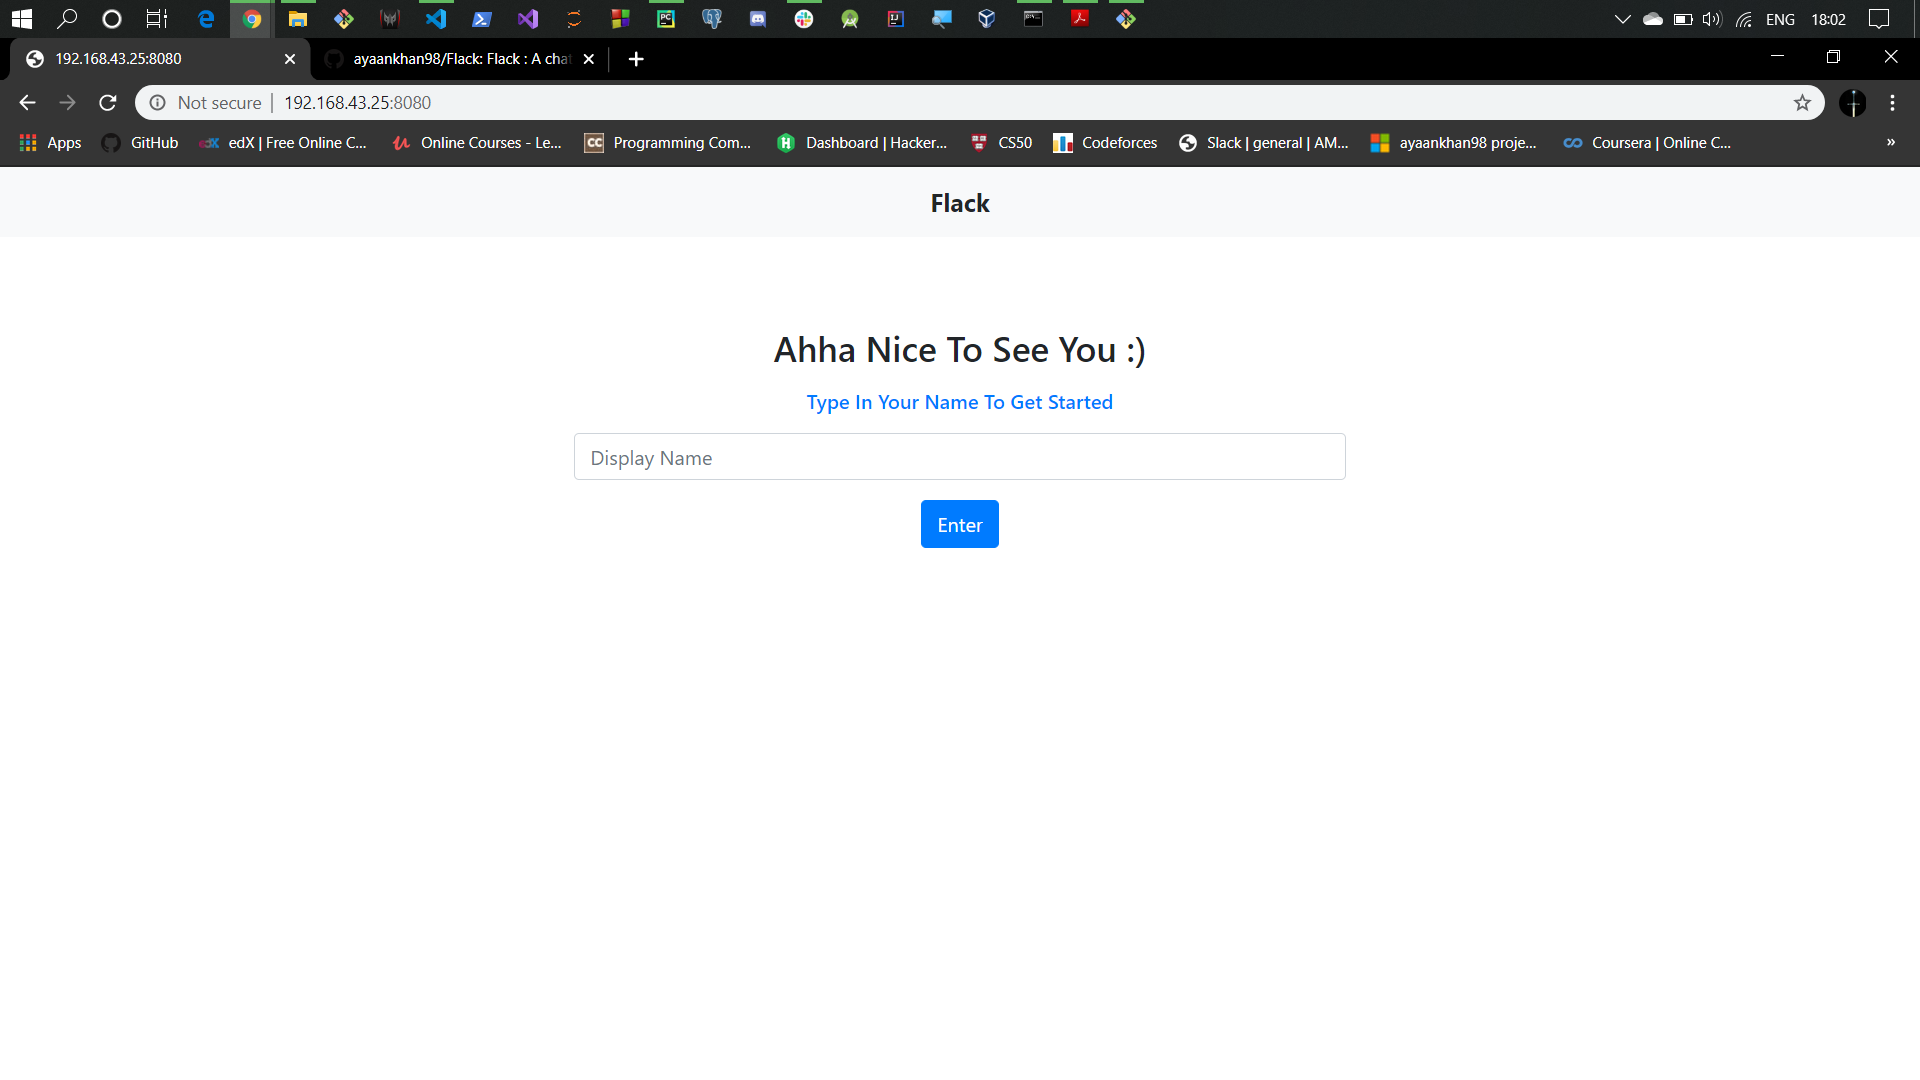 ENG 18:02
192.168.43.25:8080 ayaankhan98/Flack: Flack : A cha
Not secure 192.168.43.25:8080
Apps GitHub edX | Free Online C... Online Courses - Le... CC Programming Com... Dashboard | Hacker... CS50 Codeforces Slack | general | AM... ayaankhan98 proje... Coursera | Online C... »
Flack
Ahha Nice To See You :)
Type In Your Name To Get Started
Display Name
Enter